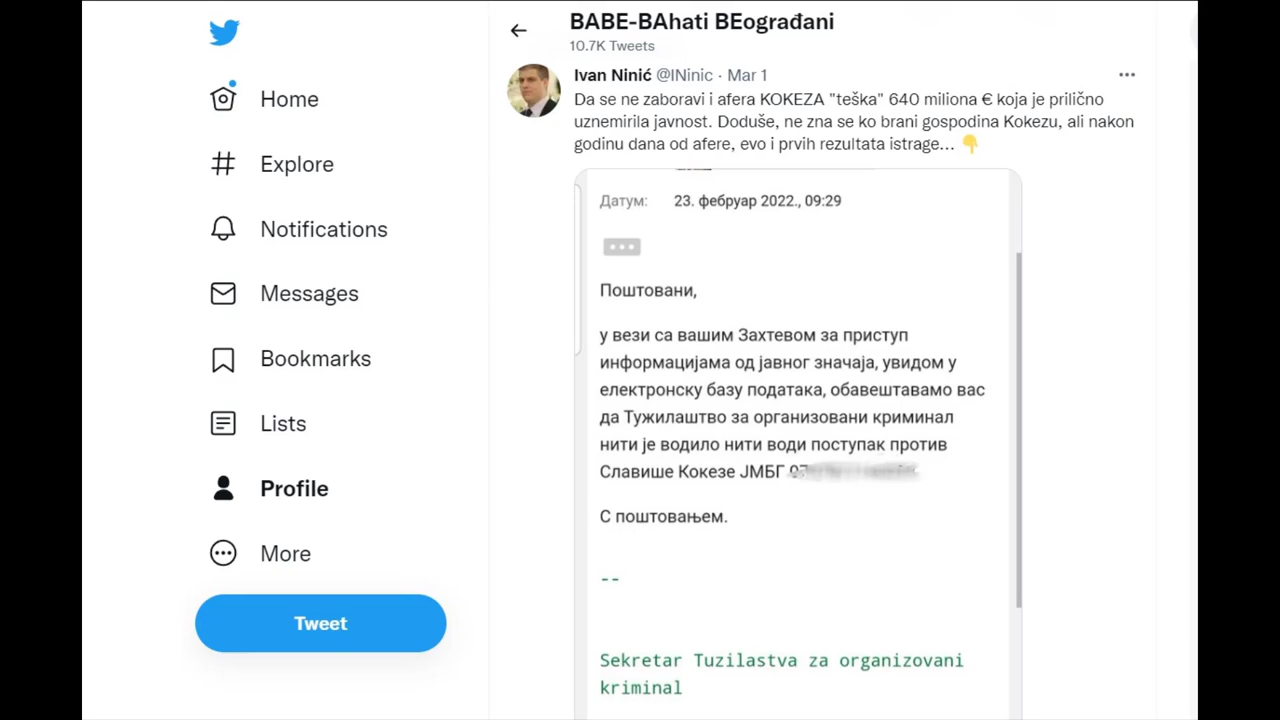 BABE-BAhati BEograđani
10.7K Tweets
Home
Explore
Notifications
Messages
Bookmarks
Lists
Profile
More
Tweet
Ivan Ninić @INinic · Mar 1
Da se ne zaboravi i afera KOKEZA "teška" 640 miliona € koja je prilično
uznemirila javnost. Doduše, ne zna se ko brani gospodina Kokezu, ali nakon
godinu dana od afere, evo i prvih rezultata istrage... 👇
Датум: 23. фебруар 2022., 09:29
Поштовани,
у вези са вашим Захтевом за приступ
информацијама од јавног значаја, увидом у
електронску базу података, обавештавамо вас
да Тужилаштво за организовани криминал
нити је водило нити води поступак против
Славише Кокезе ЈМБГ
С поштовањем.
--
Sekretar Tuzilastva za organizovani
kriminal